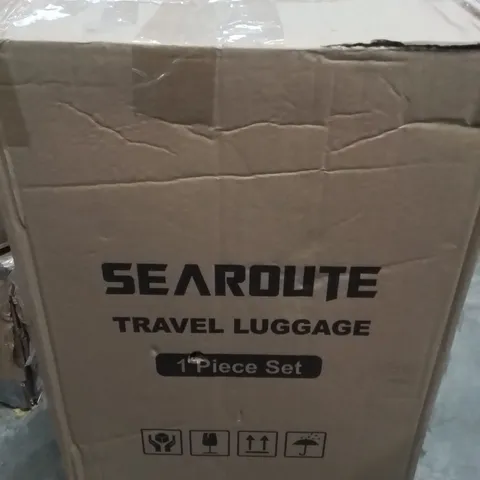 SEAROUTE
TRAVEL LUGGAGE
1 Piece Set